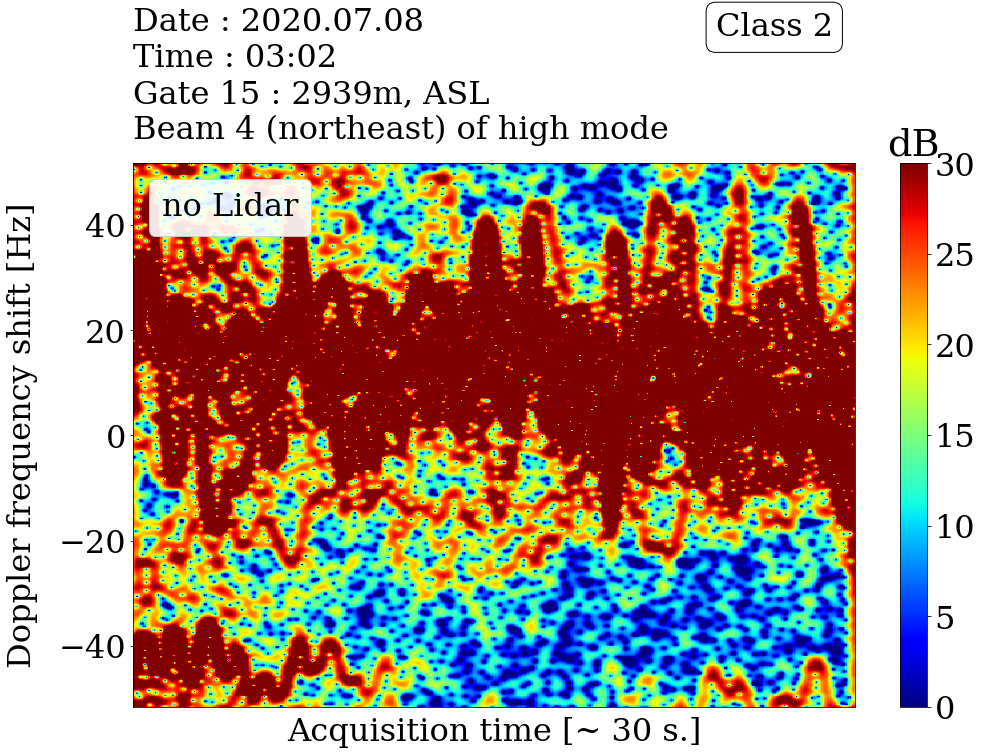 Date : 2020.07.08
Time : 03:02
Gate 15 : 2939m, ASL
Beam 4 (northeast) of high mode
Class 2
dB
no Lidar
Doppler frequency shift [Hz]
40
20
0
−20
−40
30
25
20
15
10
5
0
Acquisition time [~ 30 s.]